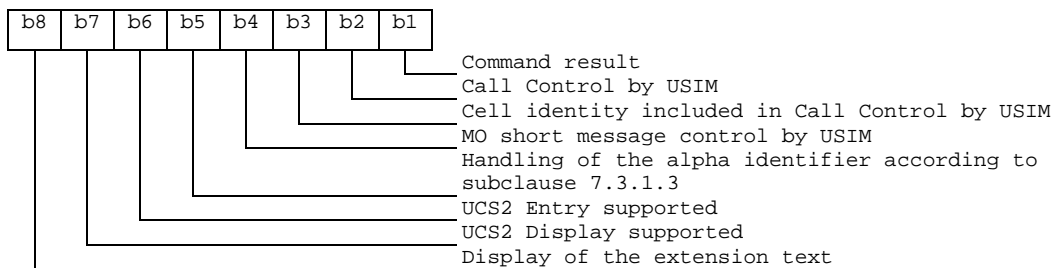 b8 b7 b6 b5 b4 b3 b2 b1
Command result
Call Control by USIM
Cell identity included in Call Control by USIM
MO short message control by USIM
Handling of the alpha identifier according to
subclause 7.3.1.3
UCS2 Entry supported
UCS2 Display supported
Display of the extension text